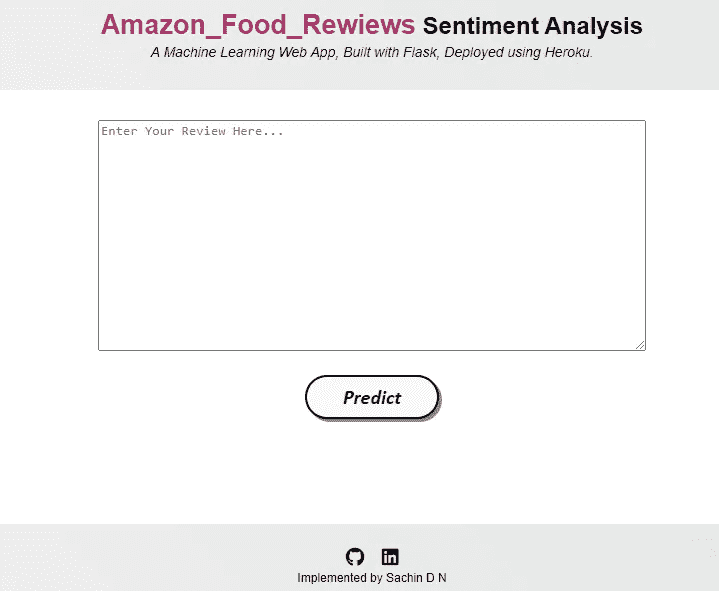 Amazon_Food_Rewiews Sentiment Analysis
A Machine Learning Web App, Built with Flask, Deployed using Heroku.
Enter Your Review Here...
Predict
in
Implemented by Sachin D N